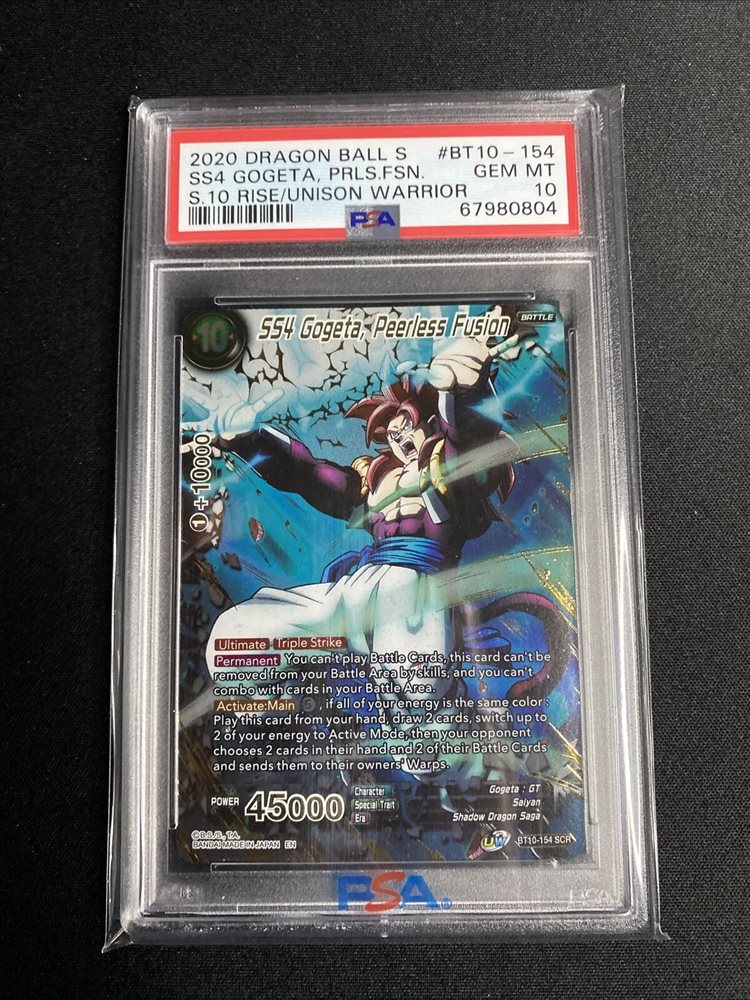 2020 DRAGON BALL S #BT10-154
SS4 GOGETA, PRLS.FSN. GEM MT
S.10 RISE/UNISON WARRIOR 10
PSA 67980804
10 SS4 Gogeta, Peerless Fusion BATTLE
1 +10000
Ultimate Triple Strike
Permanent You can't play Battle Cards, this card can't be
removed from your Battle Area by skills, and you can't
combo with cards in your Battle Area.
Activate:Main 5 , if all of your energy is the same color :
Play this card from your hand, draw 2 cards, switch up to
2 of your energy to Active Mode, then your opponent
chooses 2 cards in their hand and 2 of their Battle Cards
and sends them to their owners' Warps.
POWER 45000
Character Gogeta : GT
Special Trait Saiyan
Era Shadow Dragon Saga
©B.S./S., T.A.
BANDAI MADE IN JAPAN EN
UW BT10-154 SCR
PSA
PSA